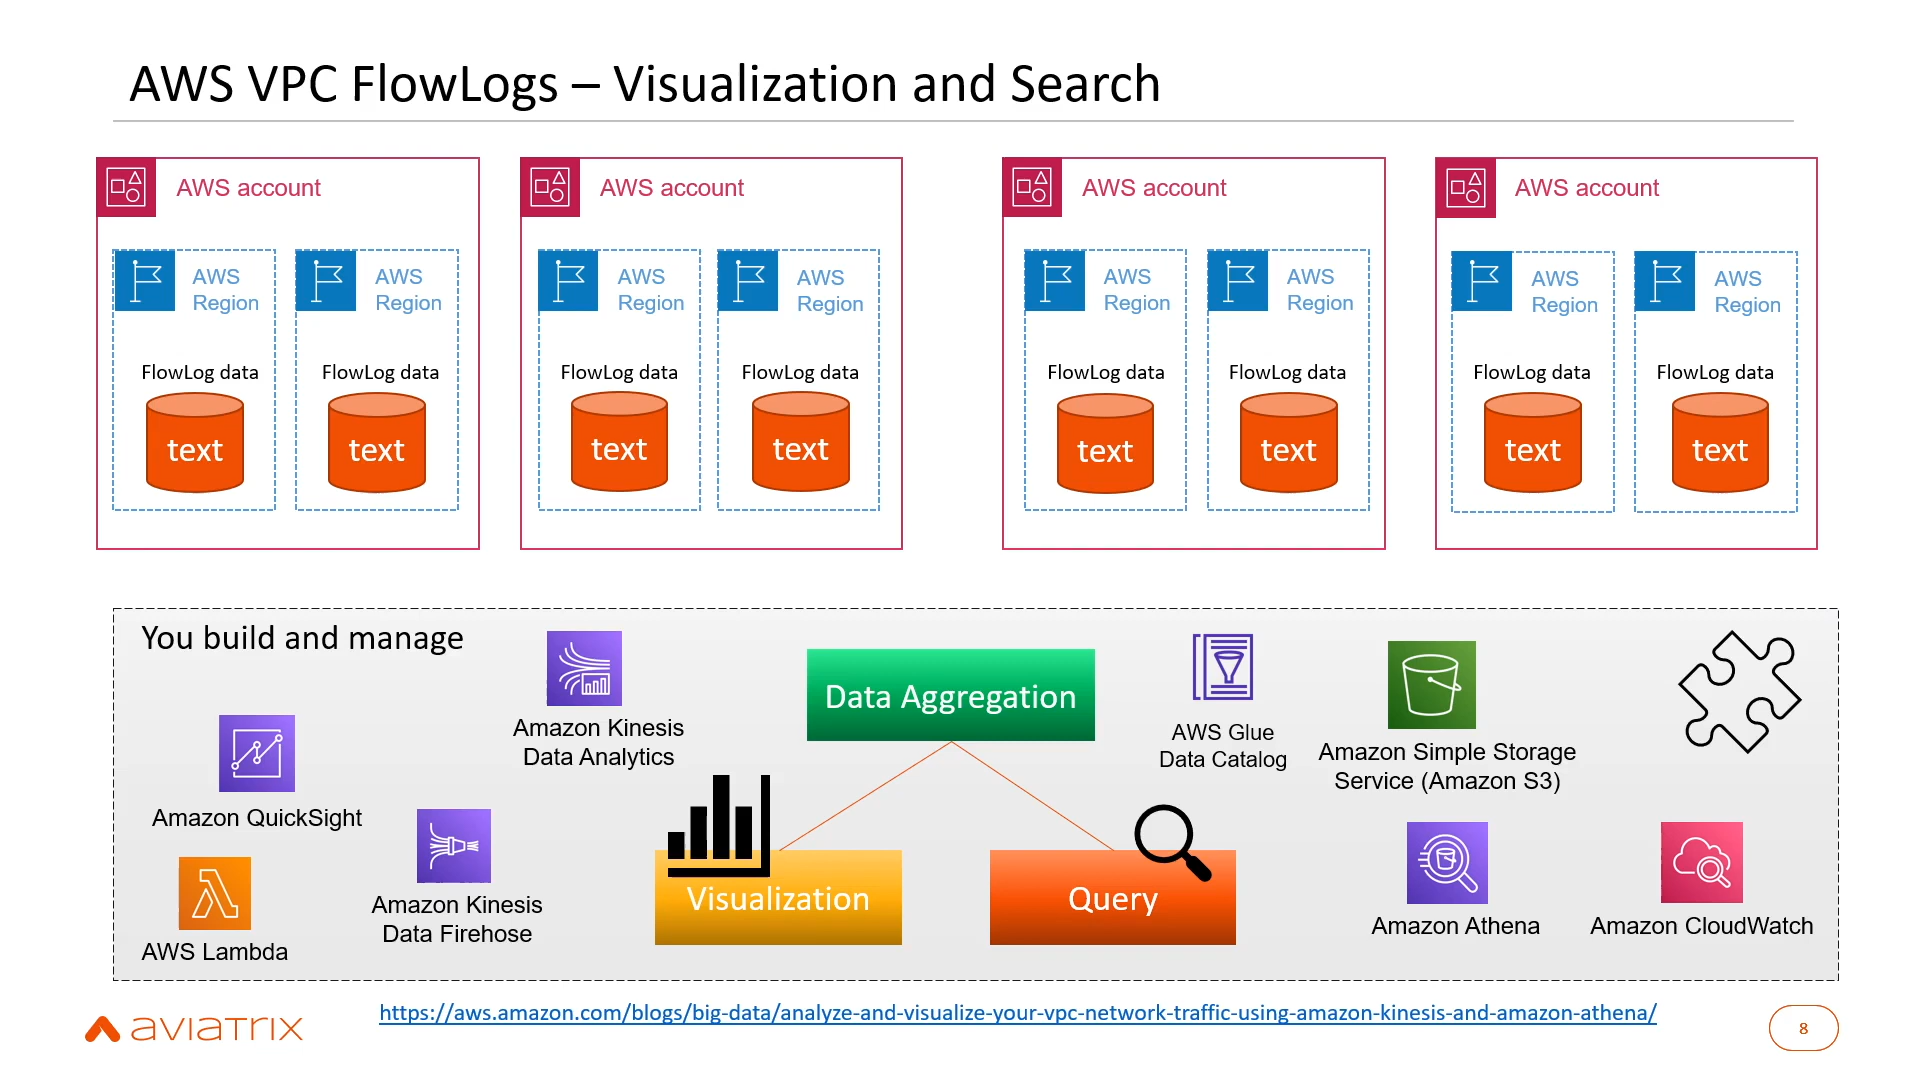 AWS VPC FlowLogs – Visualization and Search
AWS account
AWS Region
FlowLog data
text
AWS Region
FlowLog data
text
AWS account
AWS Region
FlowLog data
text
AWS Region
FlowLog data
text
AWS account
AWS Region
FlowLog data
text
AWS Region
FlowLog data
text
AWS account
AWS Region
FlowLog data
text
AWS Region
FlowLog data
text
You build and manage
Amazon QuickSight
AWS Lambda
Amazon Kinesis
Data Analytics
Amazon Kinesis
Data Firehose
Data Aggregation
Visualization
Query
AWS Glue
Data Catalog
Amazon Simple Storage
Service (Amazon S3)
Amazon Athena
Amazon CloudWatch
aviatrix
https://aws.amazon.com/blogs/big-data/analyze-and-visualize-your-vpc-network-traffic-using-amazon-kinesis-and-amazon-athena/
8